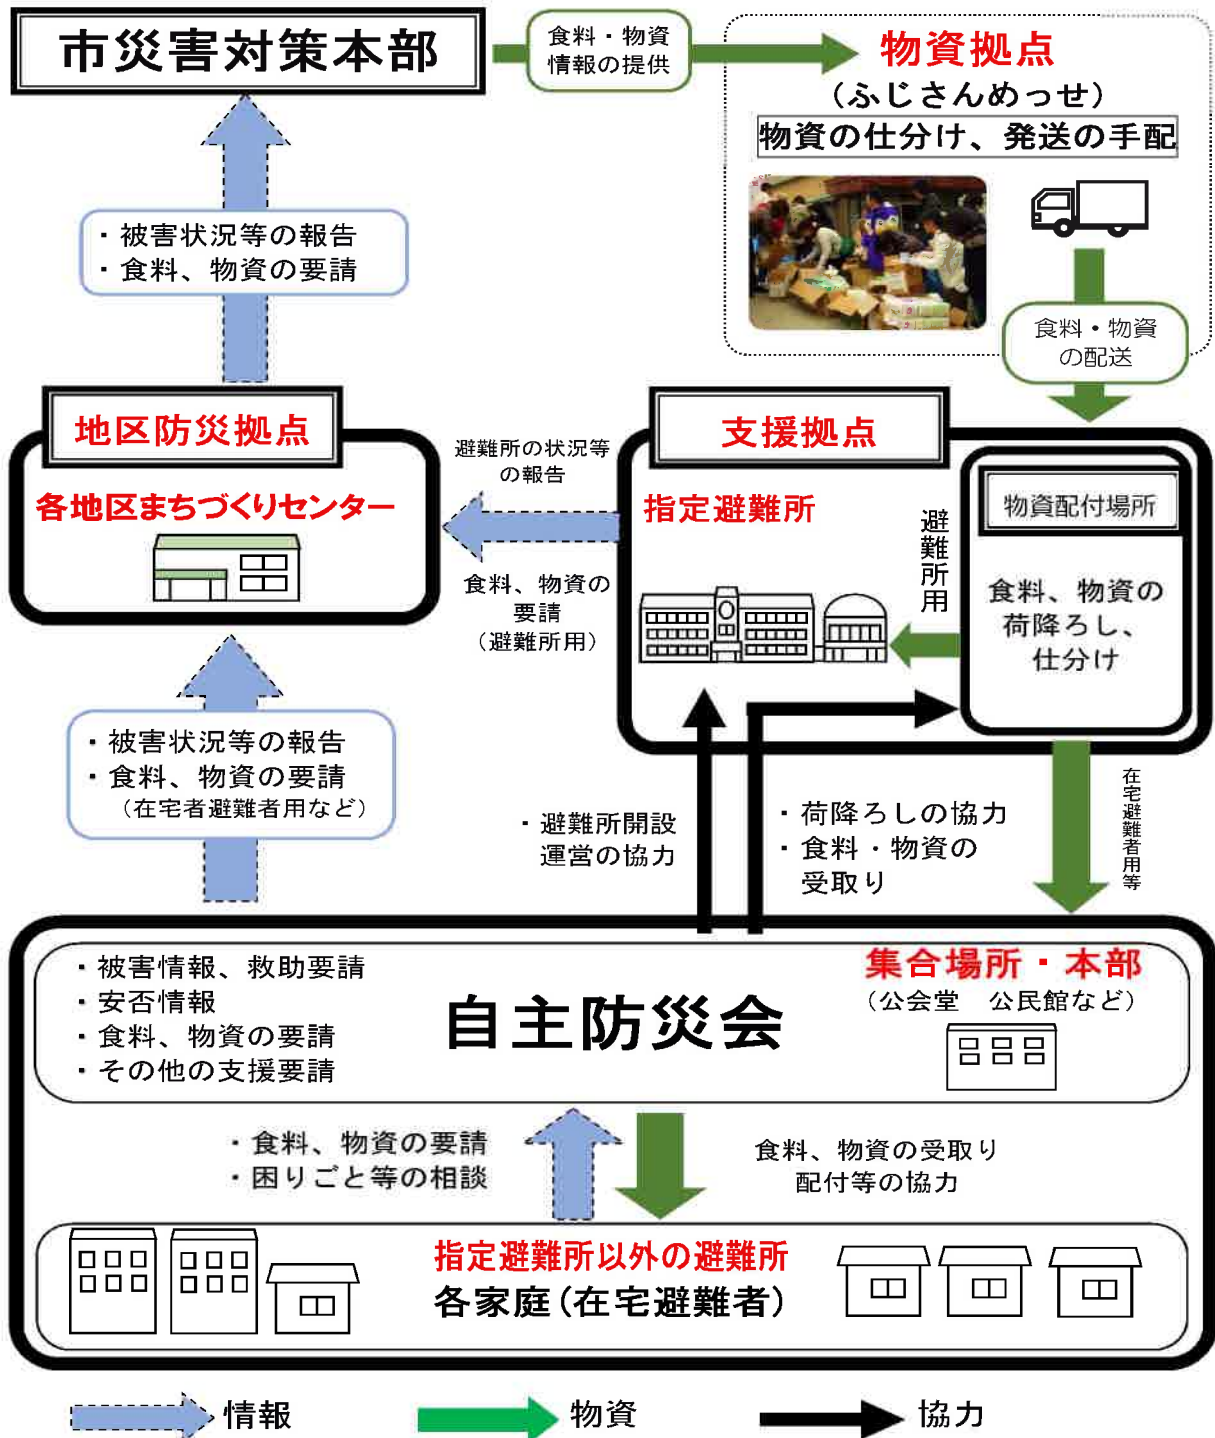 市災害対策本部
食料・物資
情報の提供
物資拠点
(ふじさんめっせ)
物資の仕分け、発送の手配
・被害状況等の報告
・食料、物資の要請
食料・物資
の配送
地区防災拠点
各地区まちづくりセンター
避難所の状況等
の報告
食料、物資の
要請
(避難所用)
支援拠点
指定避難所
避難所用
物資配付場所
食料、物資の
荷降ろし、
仕分け
・被害状況等の報告
・食料、物資の要請
(在宅者避難者用など)
・避難所開設
運営の協力
・荷降ろしの協力
・食料・物資の
受取り
在宅避難者用等
・被害情報、救助要請
・安否情報
・食料、物資の要請
・その他の支援要請
自主防災会
集合場所・本部
(公会堂 公民館など)
・食料、物資の要請
・困りごと等の相談
食料、物資の受取り
配付等の協力
指定避難所以外の避難所
各家庭(在宅避難者)
情報
物資
協力